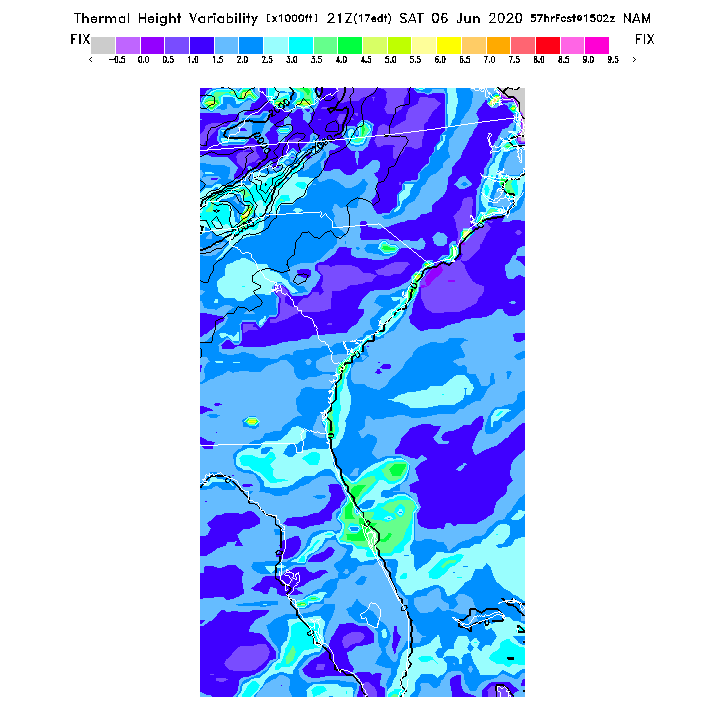 Thermal Height Variability [x1000ft] 21Z(17edt) SAT 06 Jun 2020 57hrFcst@1502z NAM
FIX FIX
< -0.5 0.0 0.5 1.0 1.5 2.0 2.5 3.0 3.5 4.0 4.5 5.0 5.5 6.0 6.5 7.0 7.5 8.0 8.5 9.0 9.5 >